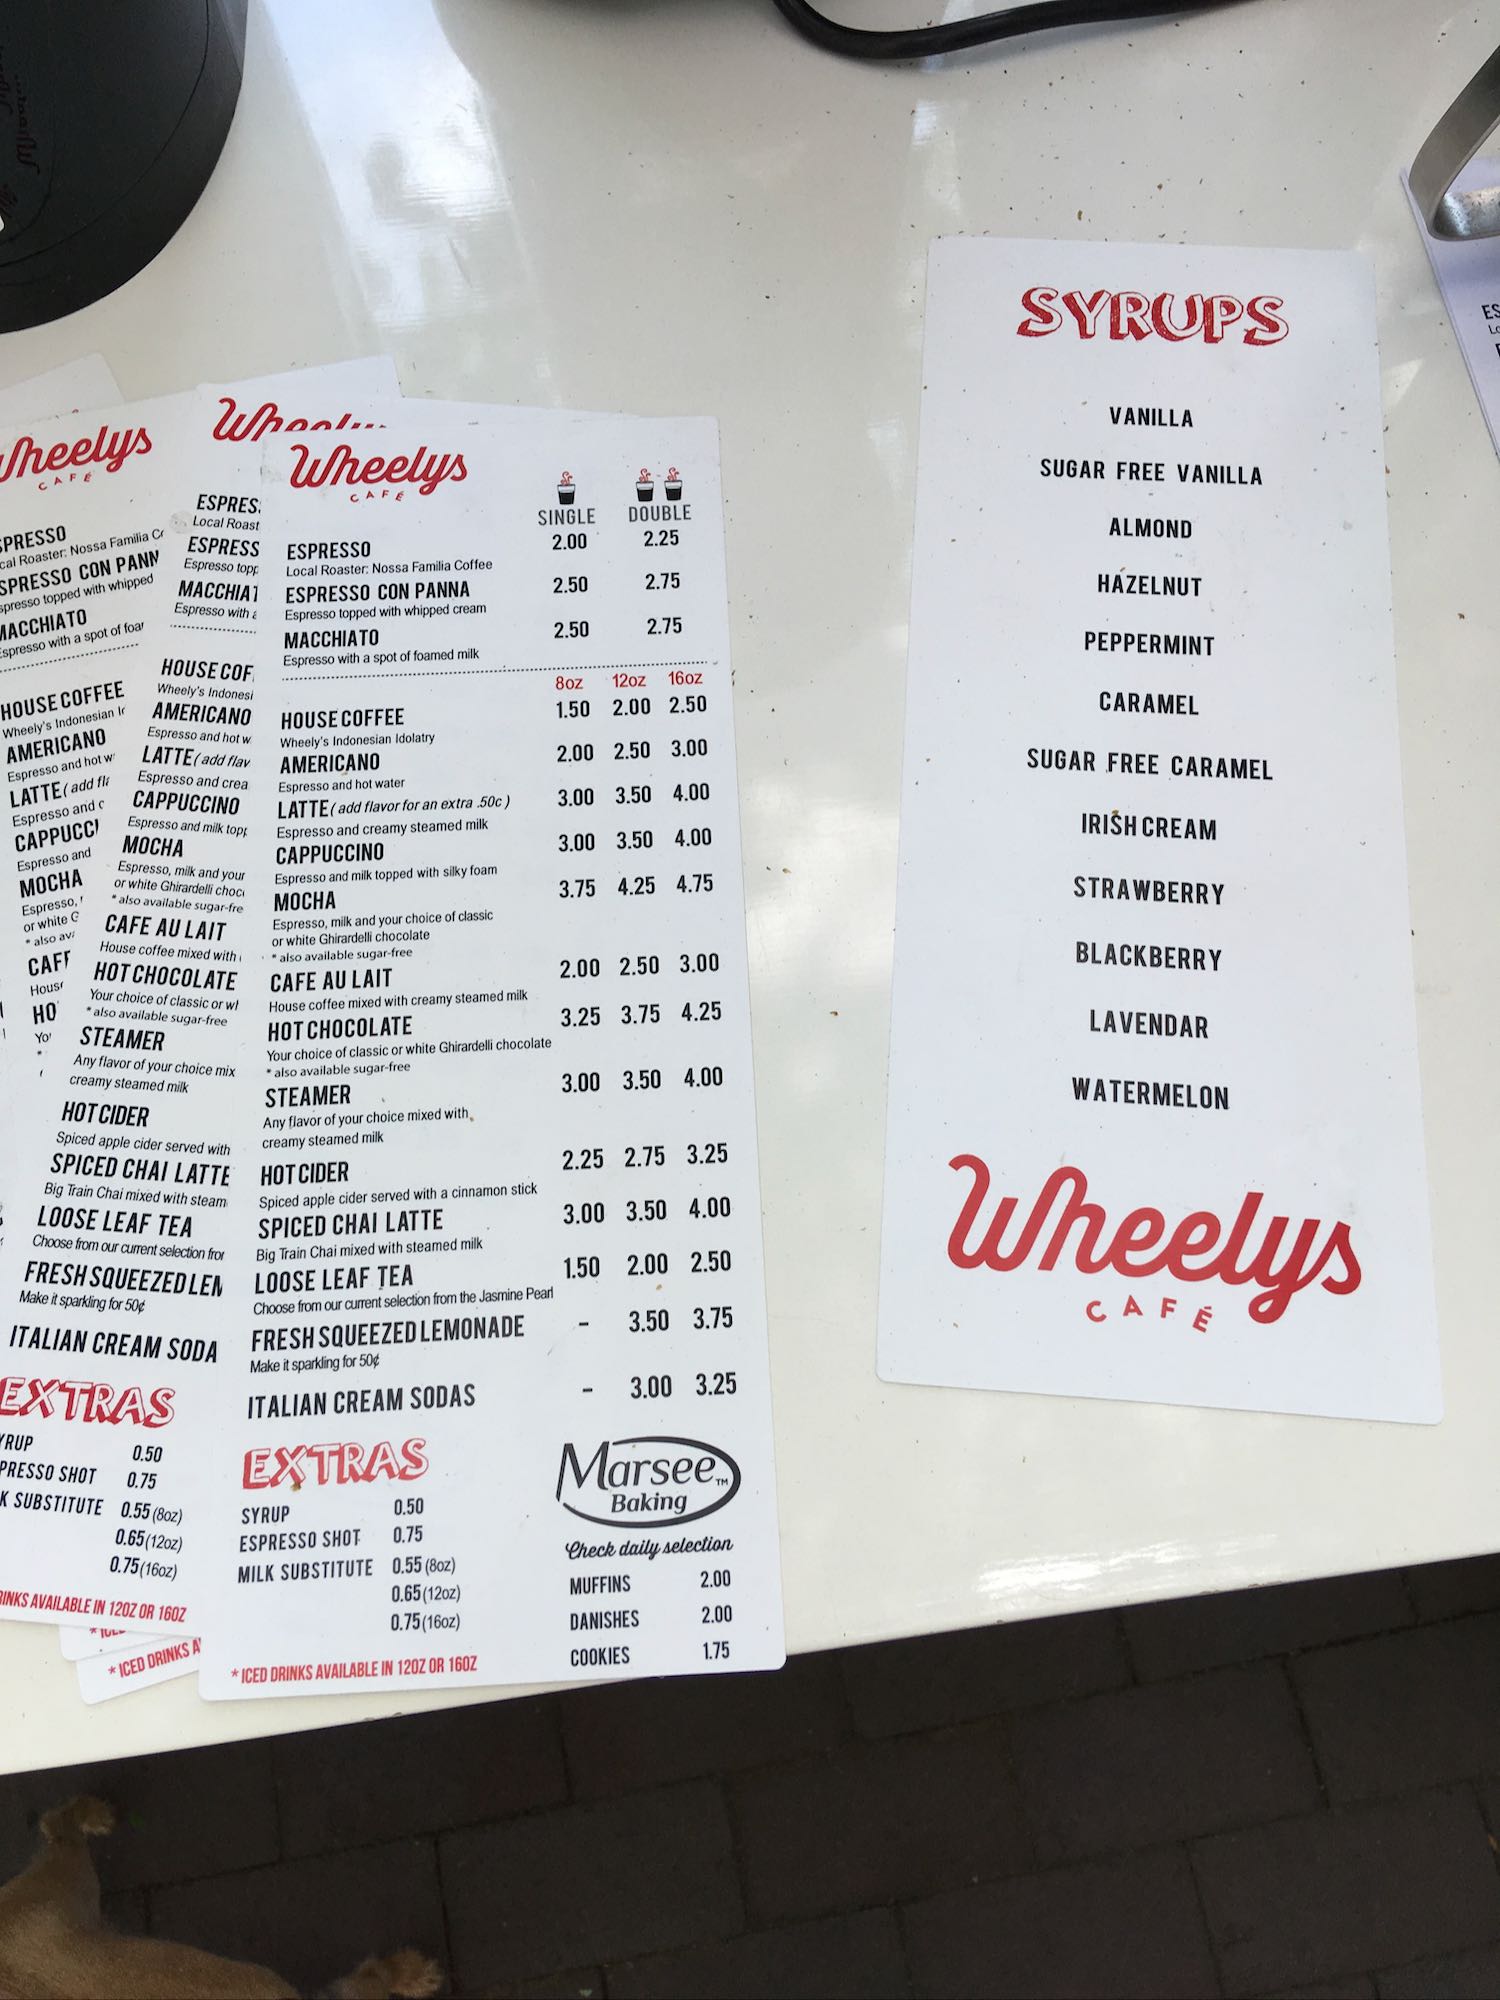 Wheelys
CAFÉ
SINGLE DOUBLE
ESPRESSO 2.00 2.25
Local Roaster: Nossa Familia Coffee
ESPRESSO CON PANNA 2.50 2.75
Espresso topped with whipped cream
MACCHIATO 2.50 2.75
Espresso with a spot of foamed milk
8oz 12oz 16oz
HOUSE COFFEE 1.50 2.00 2.50
Wheely's Indonesian Idolatry
AMERICANO 2.00 2.50 3.00
Espresso and hot water
LATTE (add flavor for an extra .50c) 3.00 3.50 4.00
Espresso and creamy steamed milk
CAPPUCCINO 3.00 3.50 4.00
Espresso and milk topped with silky foam
MOCHA 3.75 4.25 4.75
Espresso, milk and your choice of classic
or white Ghirardelli chocolate
* also available sugar-free
CAFE AU LAIT 2.00 2.50 3.00
House coffee mixed with creamy steamed milk
HOT CHOCOLATE 3.25 3.75 4.25
Your choice of classic or white Ghirardelli chocolate
* also available sugar-free
STEAMER 3.00 3.50 4.00
Any flavor of your choice mixed with
creamy steamed milk
HOT CIDER 2.25 2.75 3.25
Spiced apple cider served with a cinnamon stick
SPICED CHAI LATTE 3.00 3.50 4.00
Big Train Chai mixed with steamed milk
LOOSE LEAF TEA 1.50 2.00 2.50
Choose from our current selection from the Jasmine Pearl
FRESH SQUEEZED LEMONADE - 3.50 3.75
Make it sparkling for 50¢
ITALIAN CREAM SODAS - 3.00 3.25
EXTRAS
SYRUP 0.50
ESPRESSO SHOT 0.75
MILK SUBSTITUTE 0.55 (8oz)
0.65 (12oz)
0.75 (16oz)
* ICED DRINKS AVAILABLE IN 12OZ OR 16OZ
Marsee TM
Baking
Check daily selection
MUFFINS 2.00
DANISHES 2.00
COOKIES 1.75
SYRUPS
VANILLA
SUGAR FREE VANILLA
ALMOND
HAZELNUT
PEPPERMINT
CARAMEL
SUGAR FREE CARAMEL
IRISH CREAM
STRAWBERRY
BLACKBERRY
LAVENDAR
WATERMELON
Wheelys
CAFÉ